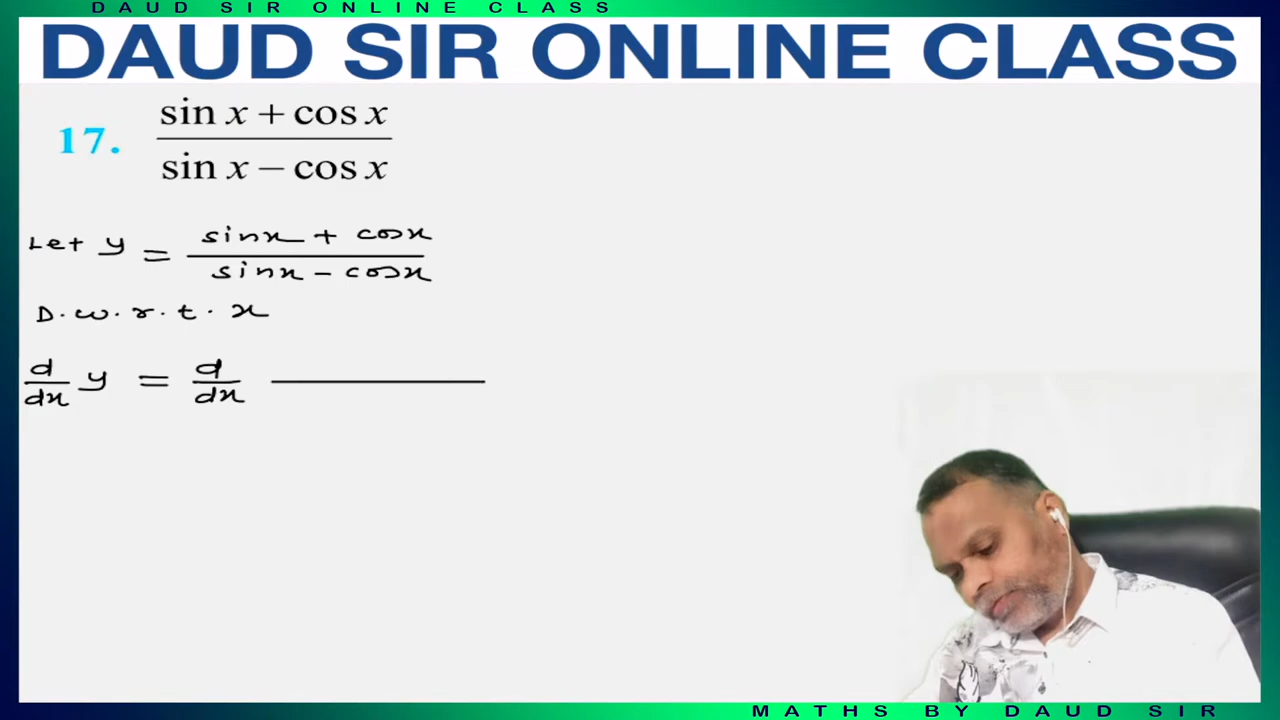 DAUD SIR ONLINE CLASS
DAUD SIR ONLINE CLASS
17. (sin x + cos x)/(sin x − cos x)
Let y = (sinx + cosx)/(sinx − cosx)
D.w.r.t. x
d/dx y = d/dx
MATHS BY DAUD SIR